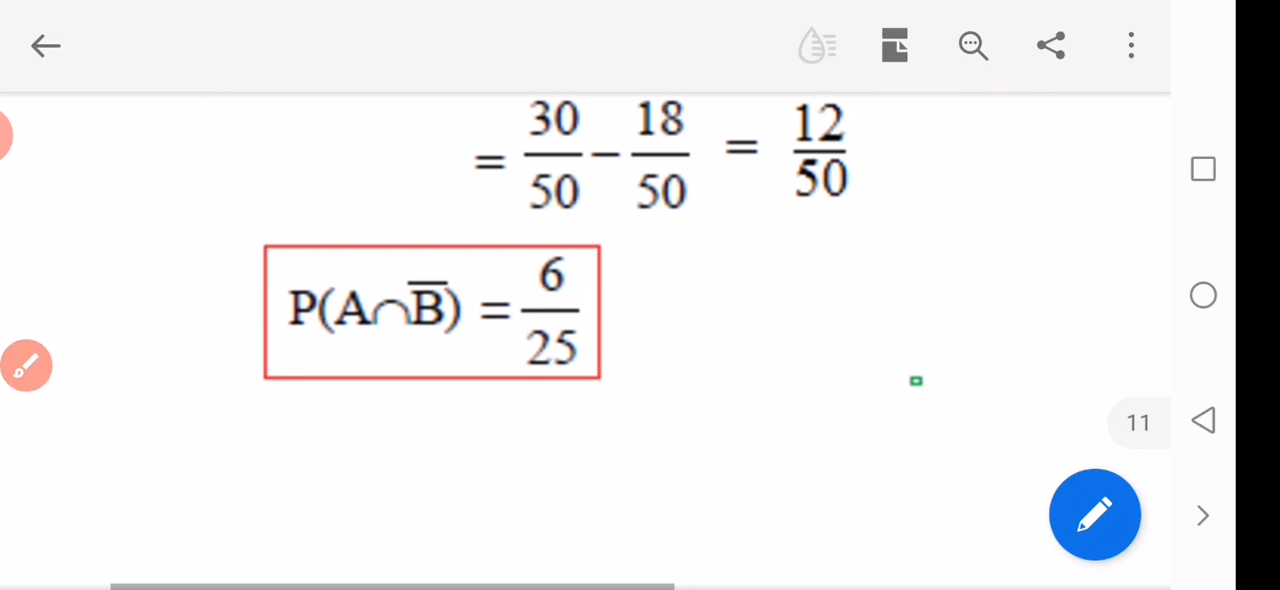 = 30/50 − 18/50 = 12/50
P(A∩B̅) = 6/25
11